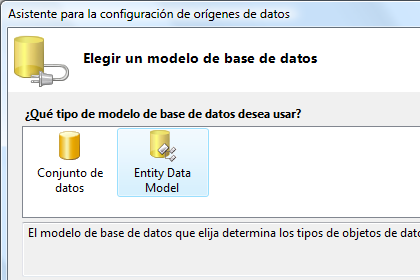 Asistente para la configuración de orígenes de datos
Elegir un modelo de base de datos
¿Qué tipo de modelo de base de datos desea usar?
Conjunto de
datos
Entity Data
Model
El modelo de base de datos que elija determina los tipos de objetos de